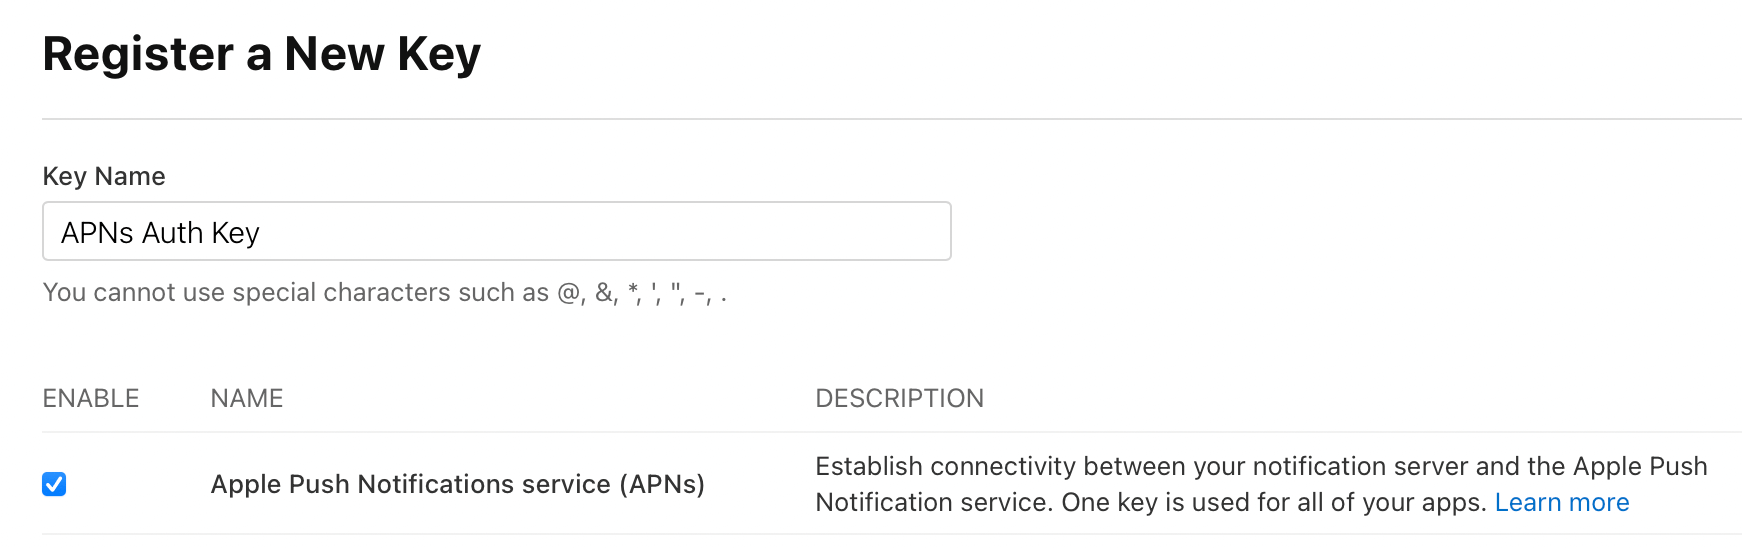 Register a New Key
Key Name
APNs Auth Key
You cannot use special characters such as @, &, *, ', ", -, .
ENABLE NAME DESCRIPTION
Apple Push Notifications service (APNs)
Establish connectivity between your notification server and the Apple Push
Notification service. One key is used for all of your apps. Learn more